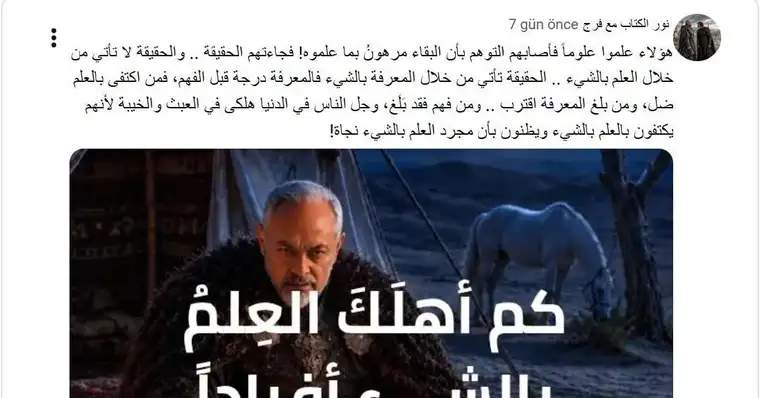 نور الكتاب مع فرج 7 gün önce
هؤلاء علموا علوماً فأصابهم التوهم بأن البقاء مرهونُ بما علموه! فجاءتهم الحقيقة .. والحقيقة لا تأتي من
خلال العلم بالشيء .. الحقيقة تأتي من خلال المعرفة بالشيء فالمعرفة درجة قبل الفهم، فمن اكتفى بالعلم
ضل، ومن بلغ المعرفة اقترب .. ومن فهم فقد بَلَغ، وجل الناس في الدنيا هلكى في العبث والخيبة لأنهم
يكتفون بالعلم بالشيء ويظنون بأن مجرد العلم بالشيء نجاة!
كم أهلَكَ العِلمُ
بالشيء